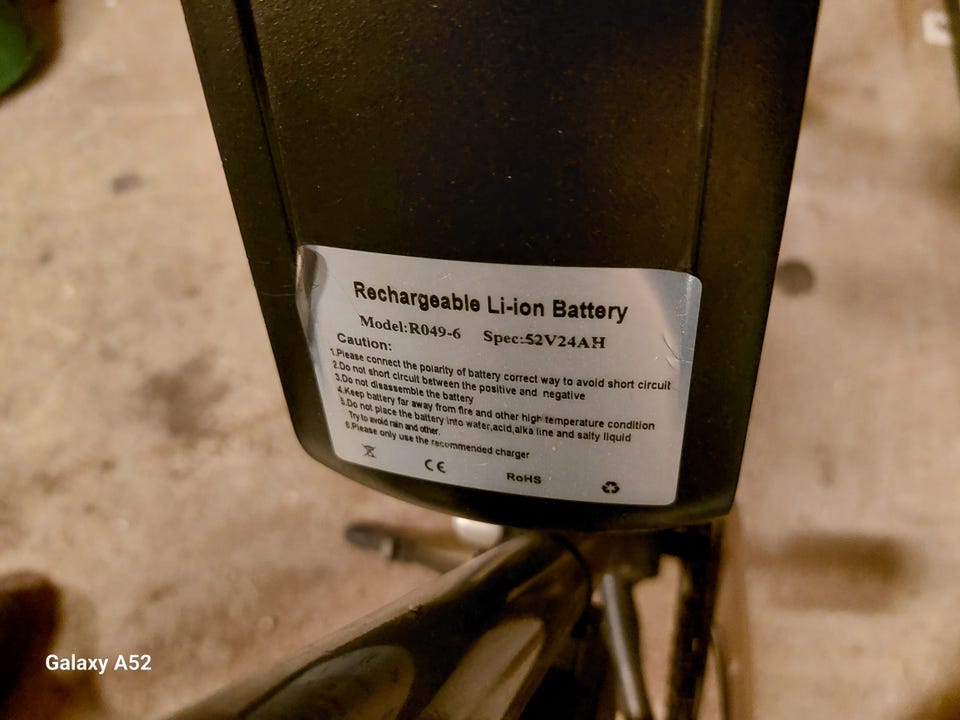 Rechargeable Li-ion Battery
Model:R049-6 Spec:52V24AH
Caution:
1.Please connect the polarity of battery correct way to avoid short circuit
2.Do not short circuit between the positive and negative
3.Do not disassemble the battery
4.Keep battery far away from fire and other high temperature condition
5.Do not place the battery into water,acid,alka line and salty liquid
Try to avoid rain and other.
6.Please only use the recommended charger
CE
RoHS
Galaxy A52